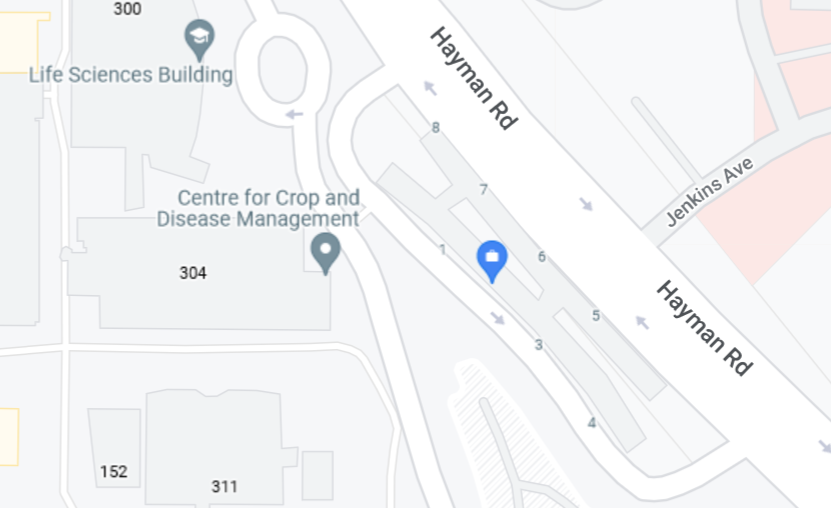 300
Life Sciences Building
Hayman Rd
8
7
Jenkins Ave
Centre for Crop and
Disease Management
1
6
304
5
Hayman Rd
3
4
152
311